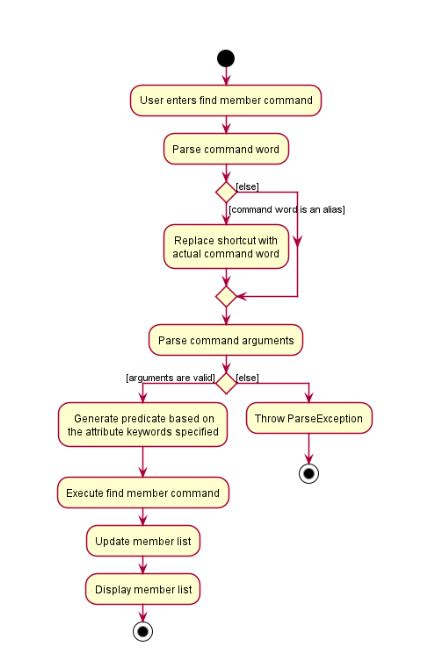 User enters find member command
Parse command word
[else]
[command word is an alias]
Replace shortcut with
actual command word
Parse command arguments
[arguments are valid]
[else]
Generate predicate based on
the attribute keywords specified
Throw ParseException
Execute find member command
Update member list
Display member list